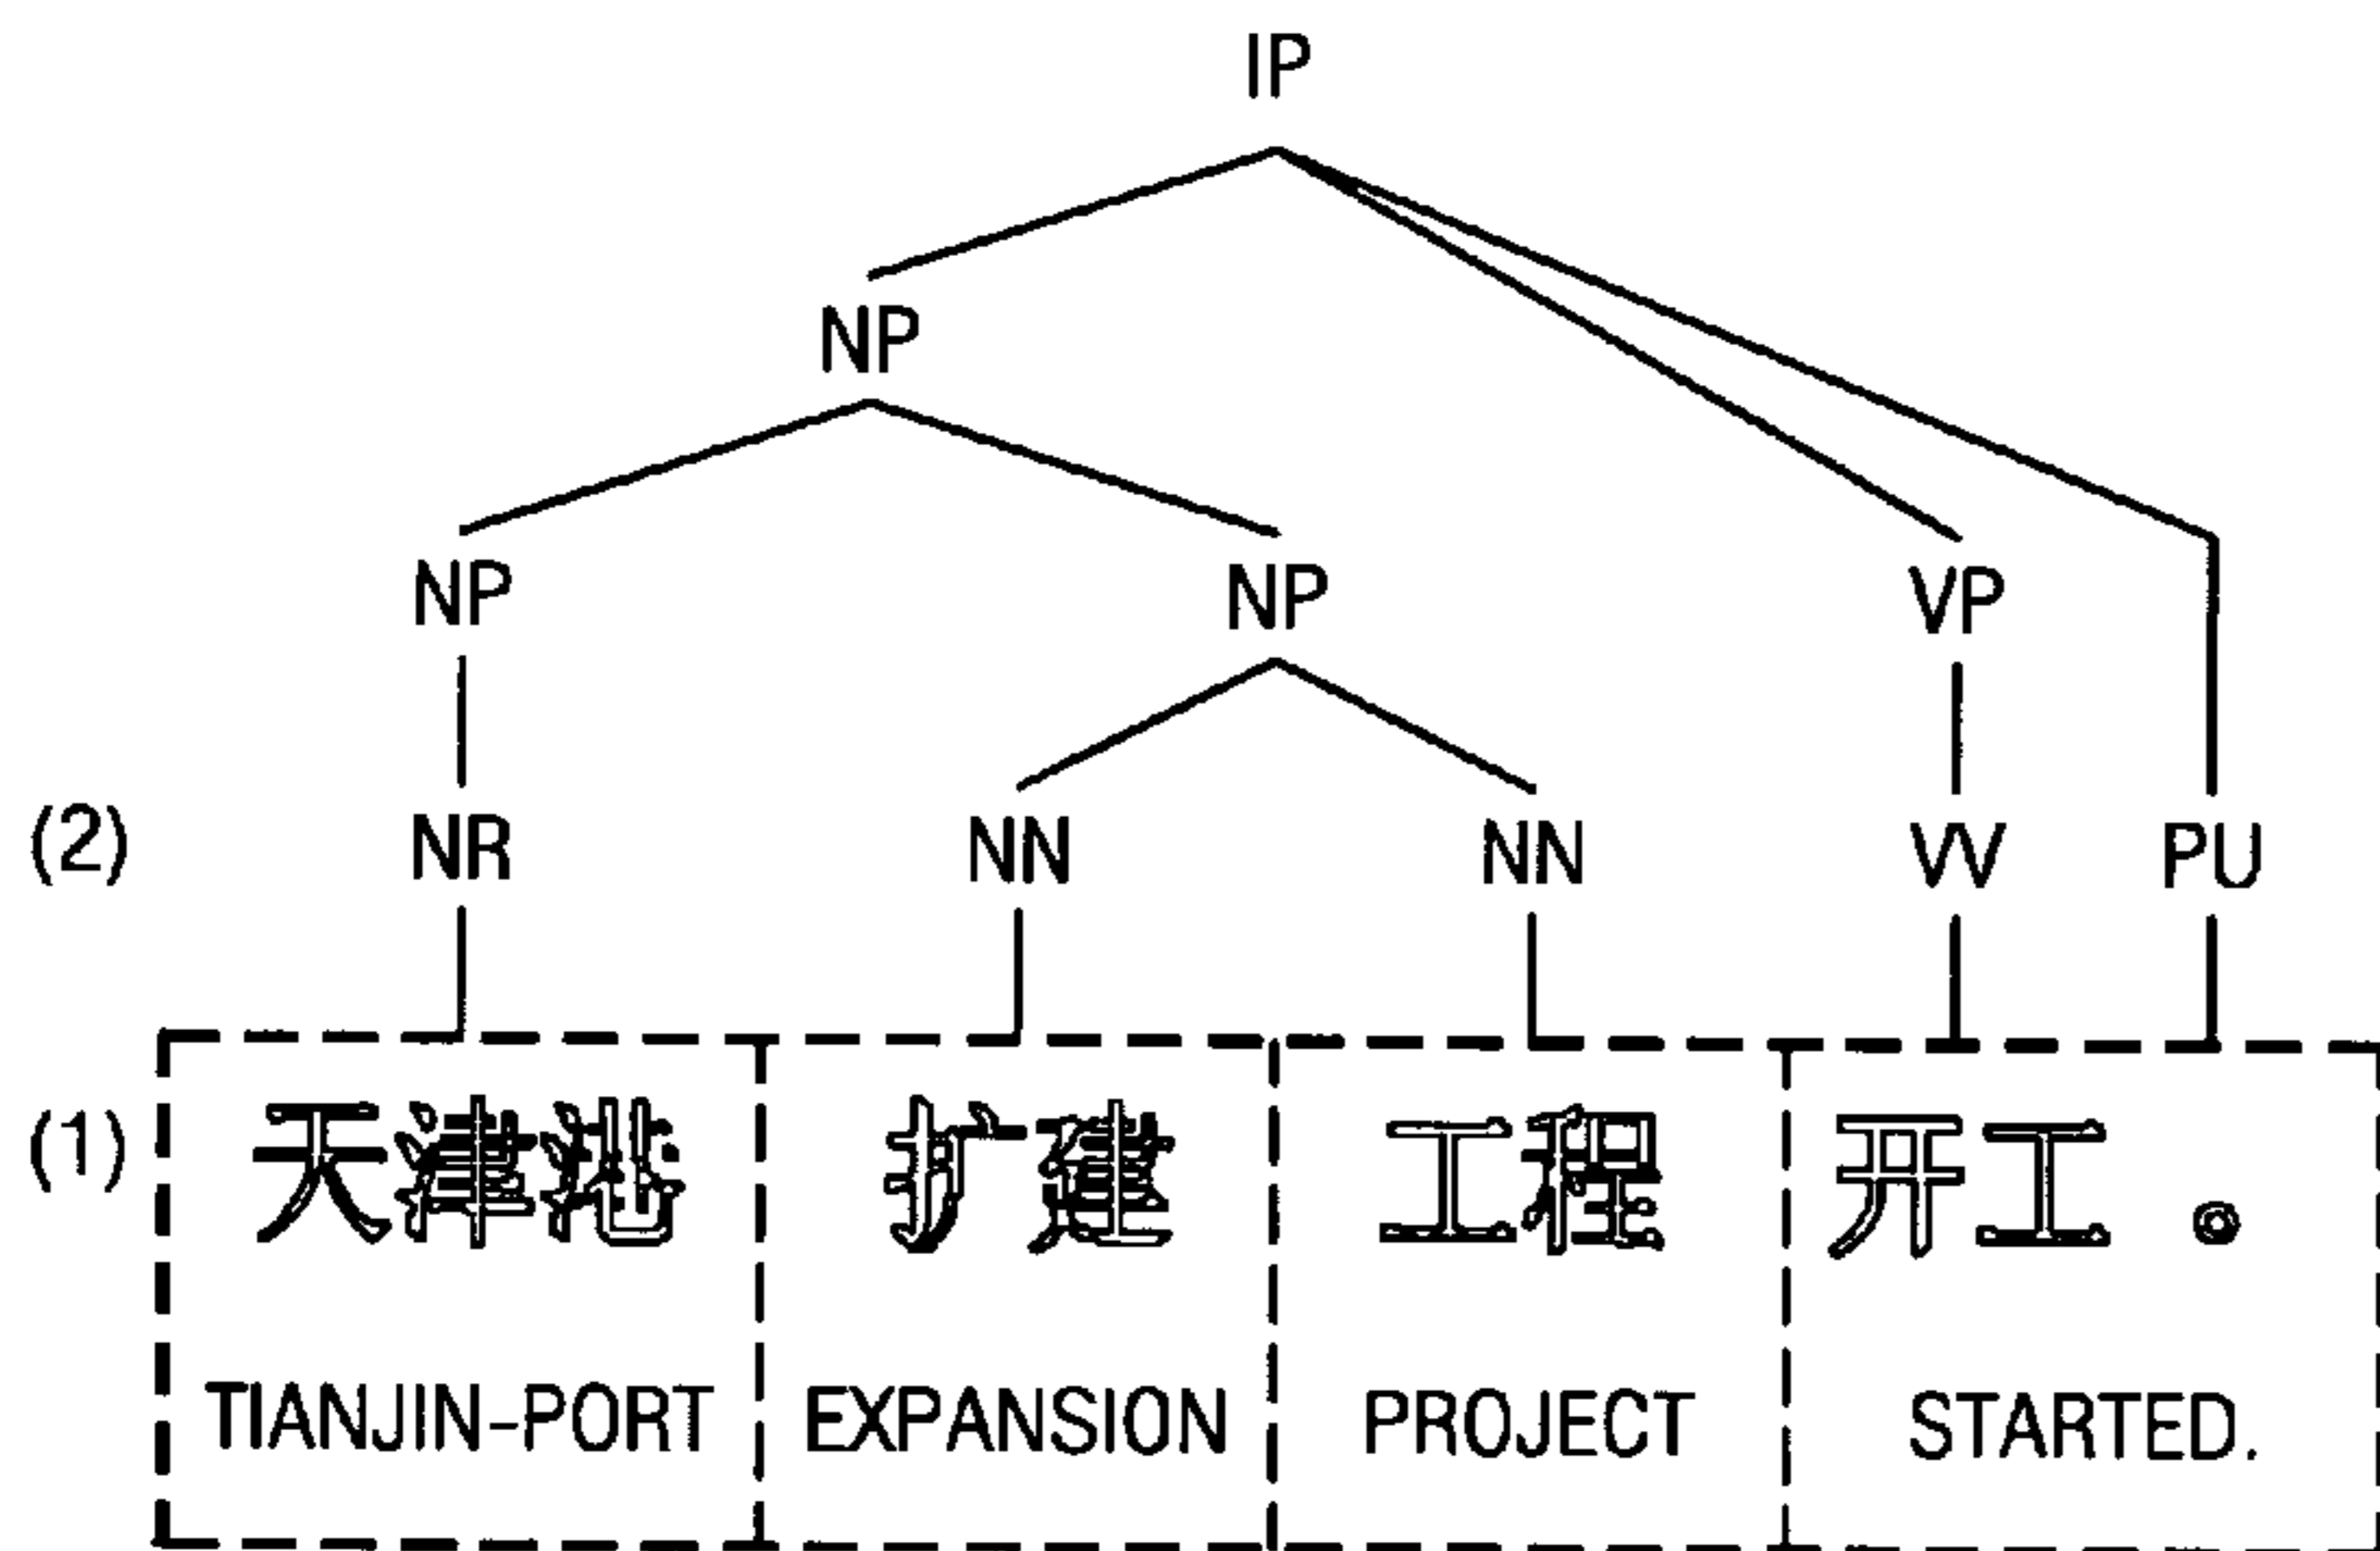 IP
NP
NP NP VP
(2) NR NN NN VV PU
(1) 天津港 扩建 工程 开工。
TIANJIN-PORT EXPANSION PROJECT STARTED.